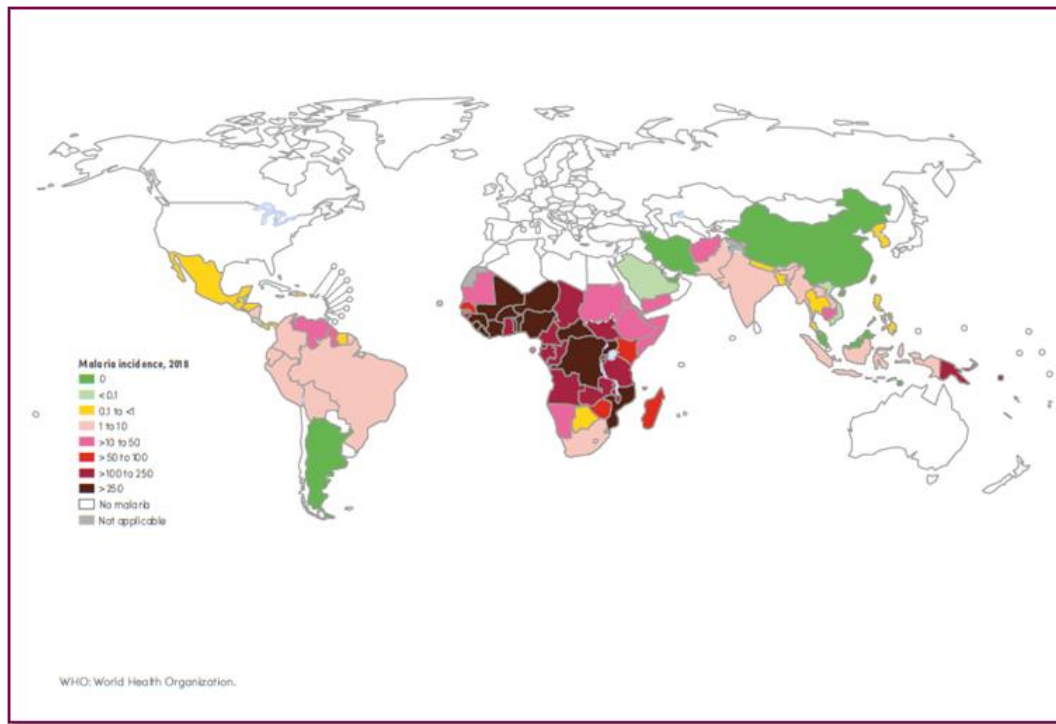 Malaria incidence, 2018
0
<0.1
0.1 to <1
1 to 10
>10 to 50
>50 to 100
>100 to 250
>250
No malaria
Not applicable
WHO: World Health Organization.